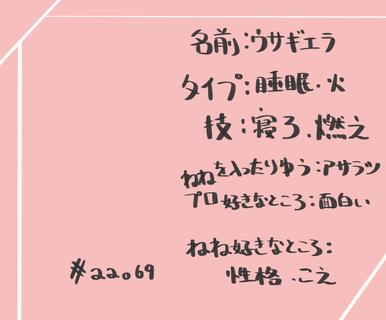 名前:ウサギエラ
タイプ:睡眠.火
技:寝ろ.燃え
ねねを入ったりゆう:アサラツ
プロ好きなところ:面白い
ねね好きなところ:
性格.こえ
#22069